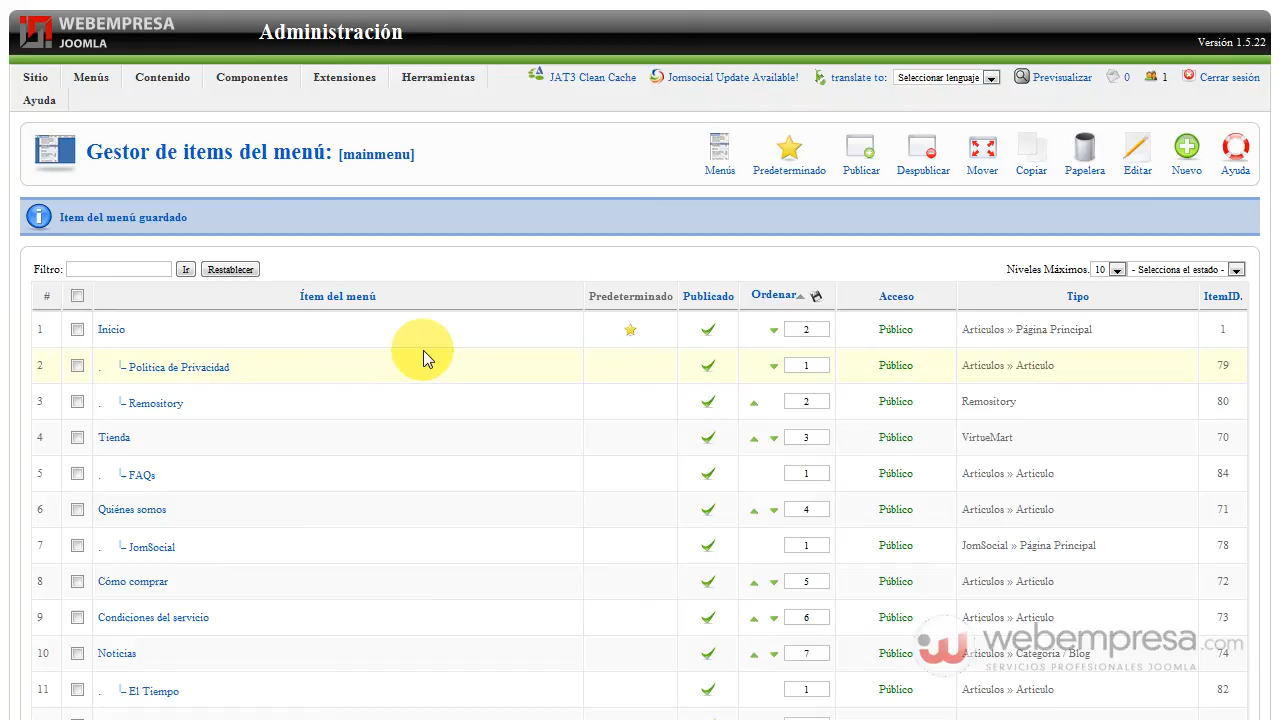 WEBEMPRESA
JOOMLA
Administración
Versión 1.5.22
Sitio Menús Contenido Componentes Extensiones Herramientas JAT3 Clean Cache Jomsocial Update Available! translate to: Seleccionar lenguaje Previsualizar 0 1 Cerrar sesión
Ayuda
Gestor de items del menú: [mainmenu]
Menús Predeterminado Publicar Despublicar Mover Copiar Papelera Editar Nuevo Ayuda
Item del menú guardado
Filtro: Ir Restablecer Niveles Máximos. 10 - Selecciona el estado -
# Ítem del menú Predeterminado Publicado Ordenar Acceso Tipo ItemID.
1 Inicio 2 Público Artículos » Página Principal 1
2 . Política de Privacidad 1 Público Artículos » Artículo 79
3 . Remository 2 Público Remository 80
4 Tienda 3 Público VirtueMart 70
5 . FAQs 1 Público Artículos » Artículo 84
6 Quiénes somos 4 Público Artículos » Artículo 71
7 . JomSocial 1 Público JomSocial » Página Principal 78
8 Cómo comprar 5 Público Artículos » Artículo 72
9 Condiciones del servicio 6 Público Artículos » Artículo 73
10 Noticias 7 Público Artículos » Categoría / Blog 74
11 . El Tiempo 1 Público Artículos » Artículo 82
webempresa.com
SERVICIOS PROFESIONALES JOOMLA